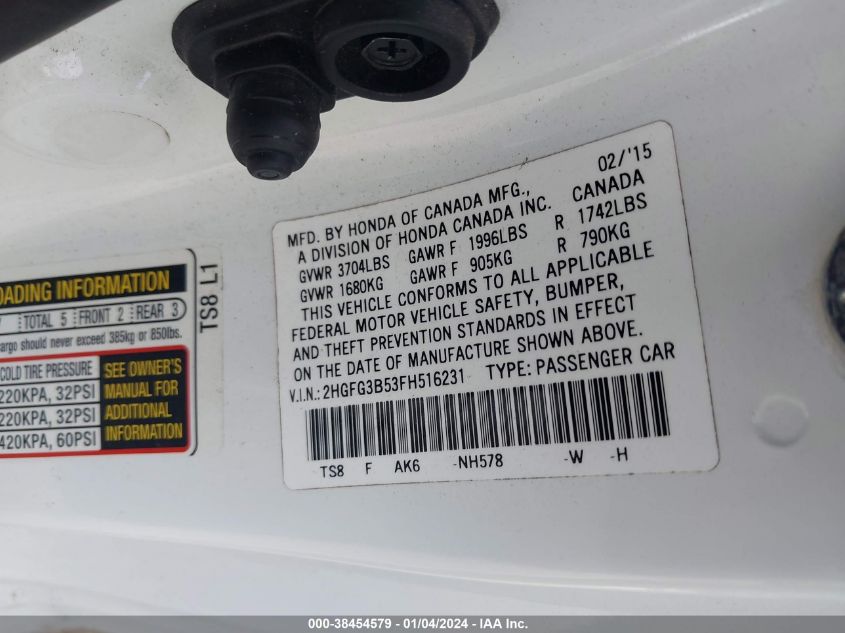 02/'15
MFD. BY HONDA OF CANADA MFG.,
A DIVISION OF HONDA CANADA INC. CANADA
GVWR 3704LBS GAWR F 1996LBS R 1742LBS
GVWR 1680KG GAWR F 905KG R 790KG
THIS VEHICLE CONFORMS TO ALL APPLICABLE
FEDERAL MOTOR VEHICLE SAFETY, BUMPER,
AND THEFT PREVENTION STANDARDS IN EFFECT
ON THE DATE OF MANUFACTURE SHOWN ABOVE.
V.I.N.: 2HGFG3B53FH516231 TYPE: PASSENGER CAR
TS8 F AK6 -NH578 -W -H
INFORMATION
TOTAL 5 FRONT 2 REAR 3
should never exceed 385kg or 850lbs.
COLD TIRE PRESSURE
220KPA, 32PSI
220KPA, 32PSI
420KPA, 60PSI
SEE OWNER'S
MANUAL FOR
ADDITIONAL
INFORMATION
TS8 L1
000-38454579 - 01/04/2024 - IAA Inc.